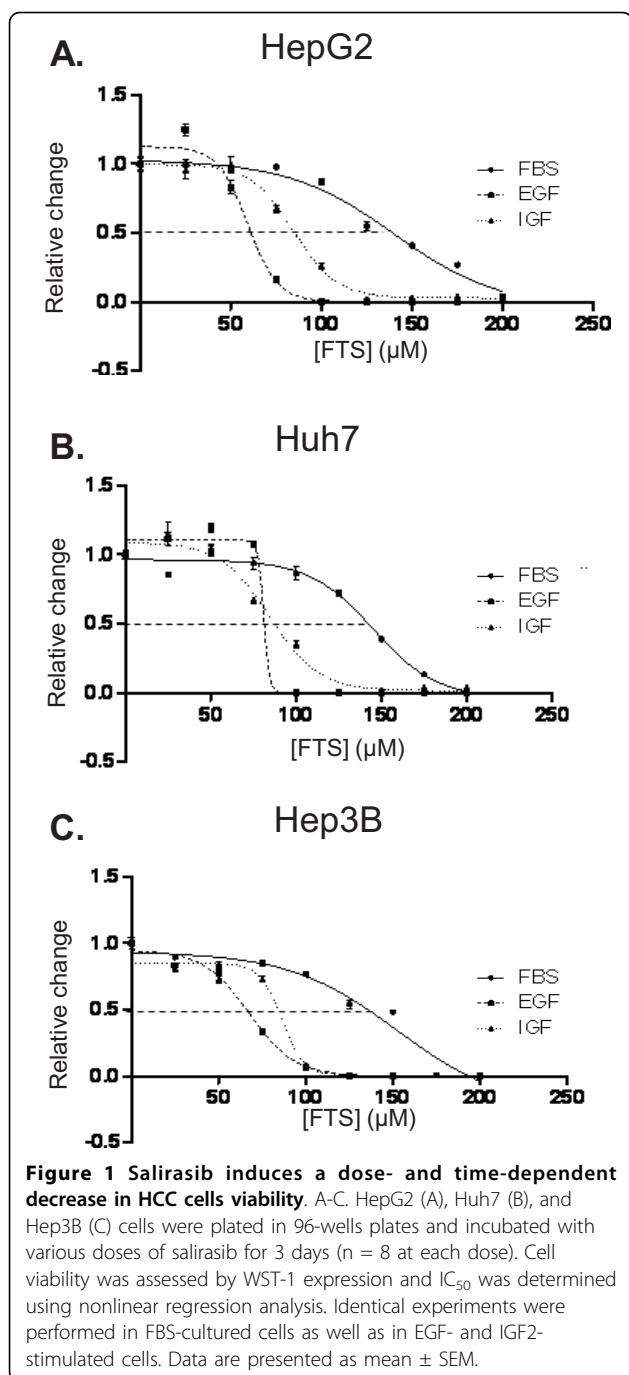 A.
HepG2
1.5
1.0
0.5
0.0
-0.5
Relative change
50
100
150
200
250
[FTS] (µM)
FBS
EGF
IGF
B.
Huh7
1.5
1.0
0.5
0.0
-0.5
Relative change
50
100
150
200
250
[FTS] (µM)
FBS
EGF
IGF
C.
Hep3B
1.5
1.0
0.5
0.0
-0.5
Relative change
50
100
150
200
250
[FTS] (µM)
FBS
EGF
IGF
Figure 1 Salirasib induces a dose- and time-dependent
decrease in HCC cells viability. A-C. HepG2 (A), Huh7 (B), and
Hep3B (C) cells were plated in 96-wells plates and incubated with
various doses of salirasib for 3 days (n = 8 at each dose). Cell
viability was assessed by WST-1 expression and IC50 was determined
using nonlinear regression analysis. Identical experiments were
performed in FBS-cultured cells as well as in EGF- and IGF2-
stimulated cells. Data are presented as mean ± SEM.